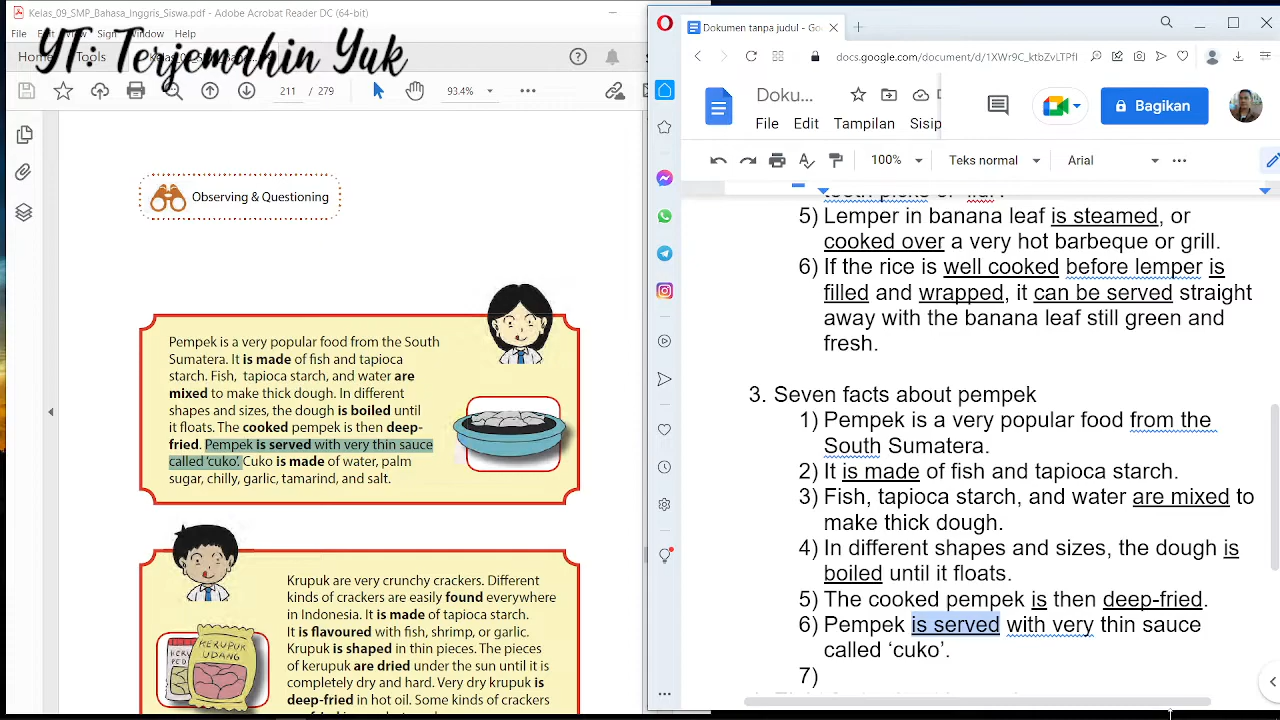 Kelas_09_SMP_Bahasa_Inggris_Siswa.pdf - Adobe Acrobat Reader DC (64-bit)
File Edit View Sign Window Help
YT: Terjemahin Yuk
Home Tools
211 / 279 93.4%
Observing & Questioning
Pempek is a very popular food from the South
Sumatera. It is made of fish and tapioca
starch. Fish, tapioca starch, and water are
mixed to make thick dough. In different
shapes and sizes, the dough is boiled until
it floats. The cooked pempek is then deep-
fried. Pempek is served with very thin sauce
called 'cuko'. Cuko is made of water, palm
sugar, chilly, garlic, tamarind, and salt.
Krupuk are very crunchy crackers. Different
kinds of crackers are easily found everywhere
in Indonesia. It is made of tapioca starch.
It is flavoured with fish, shrimp, or garlic.
Krupuk is shaped in thin pieces. The pieces
of kerupuk are dried under the sun until it is
completely dry and hard. Very dry krupuk is
deep-fried in hot oil. Some kinds of crackers
KERUPUK
UDANG
Dokumen tanpa judul - Go
docs.google.com/document/d/1XWr9C_ktbZvLTPfl
Doku...
File Edit Tampilan Sisip
Bagikan
100% Teks normal Arial
5) Lemper in banana leaf is steamed, or
cooked over a very hot barbeque or grill.
6) If the rice is well cooked before lemper is
filled and wrapped, it can be served straight
away with the banana leaf still green and
fresh.
3. Seven facts about pempek
1) Pempek is a very popular food from the
South Sumatera.
2) It is made of fish and tapioca starch.
3) Fish, tapioca starch, and water are mixed to
make thick dough.
4) In different shapes and sizes, the dough is
boiled until it floats.
5) The cooked pempek is then deep-fried.
6) Pempek is served with very thin sauce
called ‘cuko’.
7)